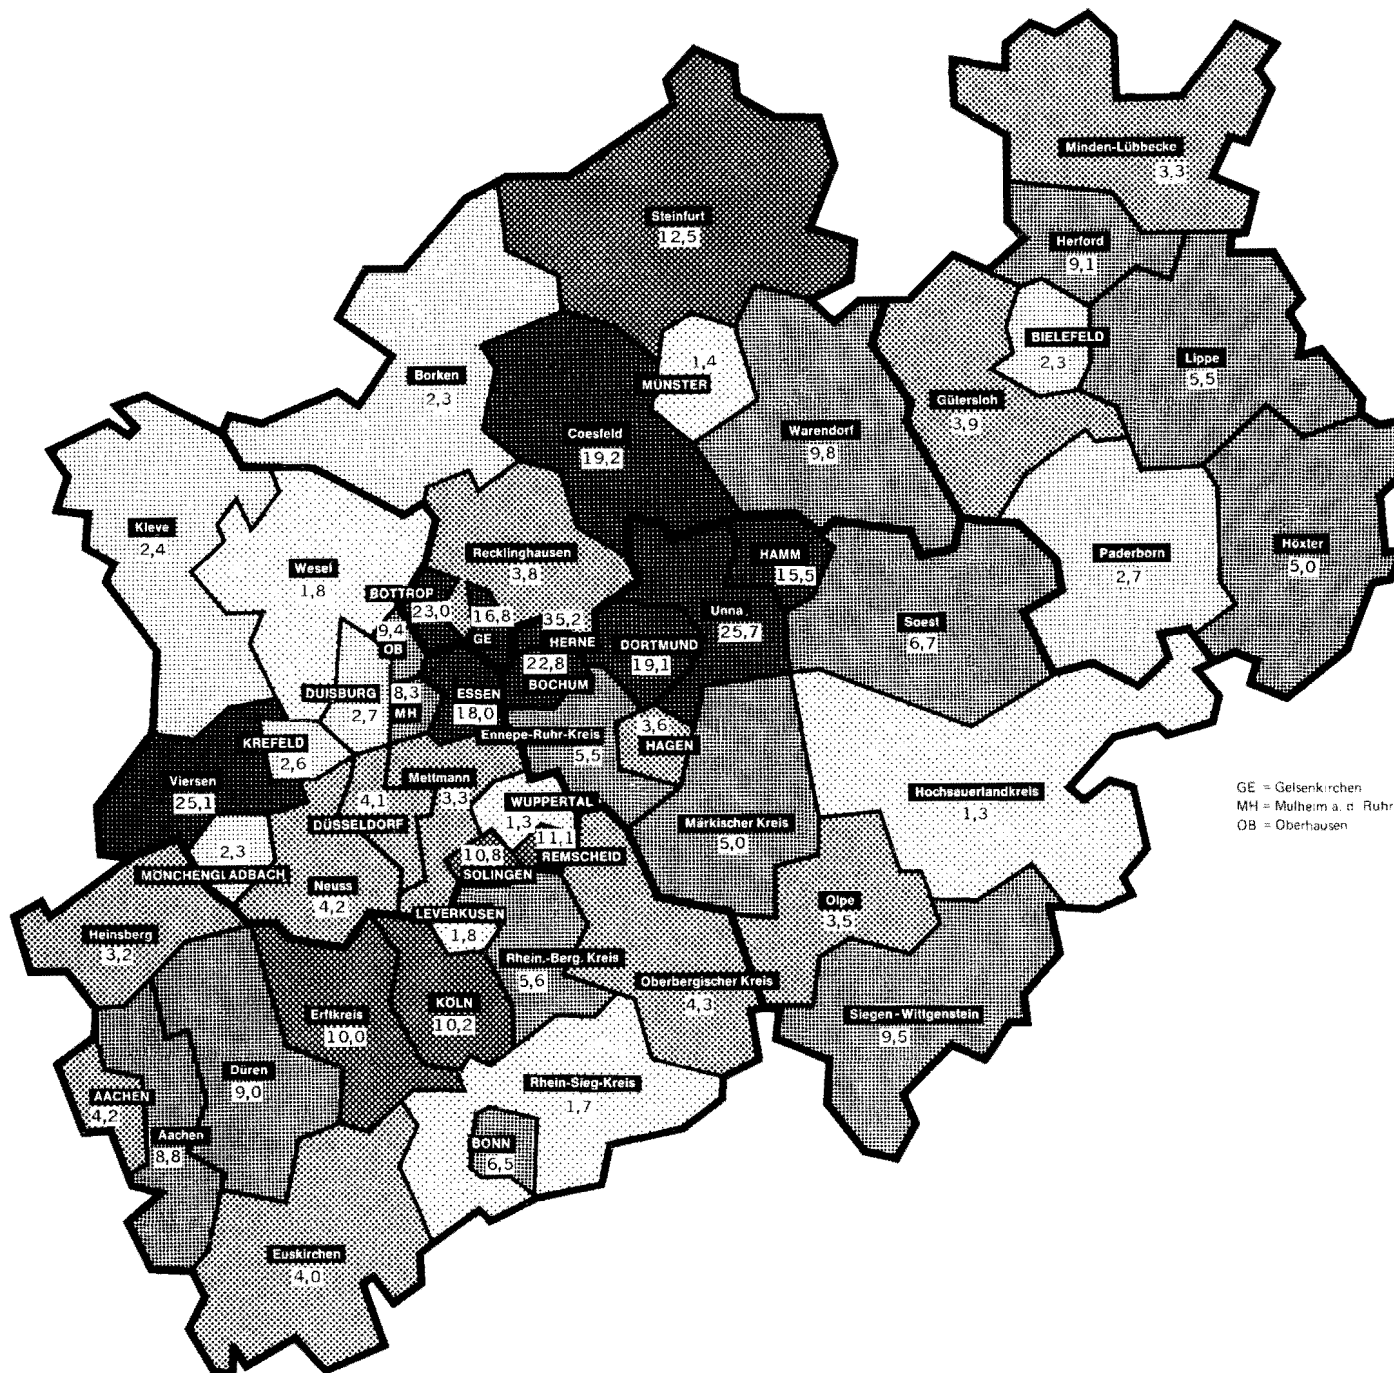 Minden-Lübbecke
3,3
Steinfurt
12,5
Herford
9,1
BIELEFELD
2,3
Lippe
5,5
1,4
MÜNSTER
Borken
2,3
Gütersloh
3,9
Coesfeld
19,2
Warendorf
9,8
Kleve
2,4
Recklinghausen
3,8
HAMM
15,5
Paderborn
2,7
Höxter
5,0
Wesel
1,8
BOTTROP
23,0
16,8
GE
35,2
HERNE
Unna
25,7
Soest
6,7
9,4
OB
DORTMUND
19,1
22,8
BOCHUM
DUISBURG
2,7
8,3
MH
ESSEN
18,0
3,6
HAGEN
Ennepe-Ruhr-Kreis
5,5
KREFELD
2,6
Viersen
25,1
Mettmann
3,3
4,1
DÜSSELDORF
WUPPERTAL
1,3
11,1
REMSCHEID
10,8
SOLINGEN
Märkischer Kreis
5,0
Hochsauerlandkreis
1,3
GE = Gelsenkirchen
MH = Mülheim a. d. Ruhr
OB = Oberhausen
2,3
MÖNCHENGLADBACH
Neuss
4,2
Olpe
3,5
LEVERKUSEN
1,8
Heinsberg
3,2
Rhein.-Berg. Kreis
5,6
Oberbergischer Kreis
4,3
Erftkreis
10,0
KÖLN
10,2
Siegen-Wittgenstein
9,5
Düren
9,0
Rhein-Sieg-Kreis
1,7
AACHEN
4,2
Aachen
8,8
BONN
6,5
Euskirchen
4,0